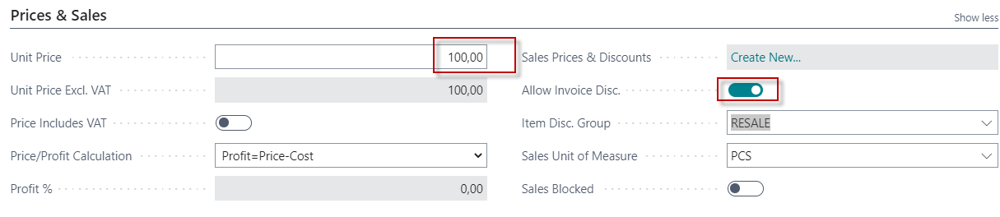 Prices & Sales
Show less
Unit Price 100,00
Unit Price Excl. VAT 100,00
Price Includes VAT
Price/Profit Calculation Profit=Price-Cost
Profit % 0,00
Sales Prices & Discounts Create New...
Allow Invoice Disc.
Item Disc. Group RESALE
Sales Unit of Measure PCS
Sales Blocked